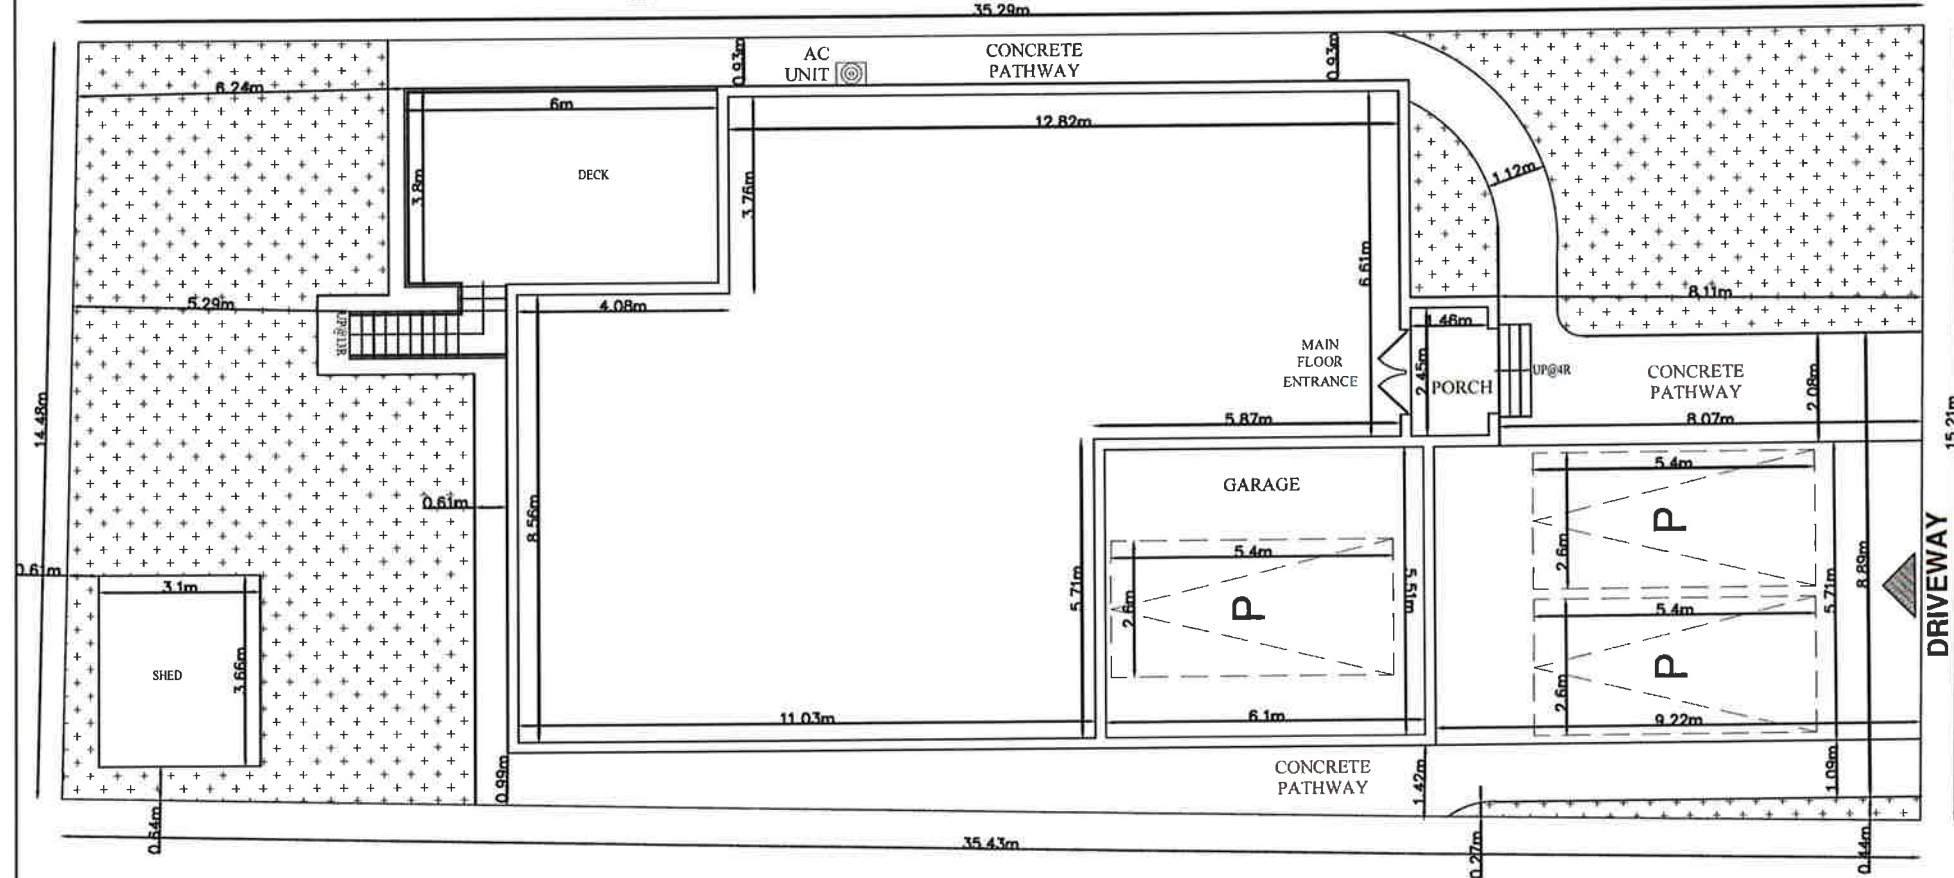 35.29m
0.93m
AC
UNIT
CONCRETE
PATHWAY
0.93m
6.24m
6m
12.82m
DECK
3.8m
3.76m
1.12m
6.61m
5.29m
4.08m
8.11m
UP@13R
1.46m
MAIN
FLOOR
ENTRANCE
2.45m
PORCH
UP@4R
CONCRETE
PATHWAY
2.08m
14.48m
5.87m
8.07m
15.21m
0.61m
8.56m
GARAGE
5.4m
P
2.6m
0.61m
3.1m
5.71m
5.4m
2.6m
P
5.51m
5.4m
2.6m
P
5.71m
8.89m
DRIVEWAY
SHED
3.66m
11.03m
6.1m
9.22m
0.99m
CONCRETE
PATHWAY
1.42m
1.09m
0.64m
35.43m
0.27m
0.44m